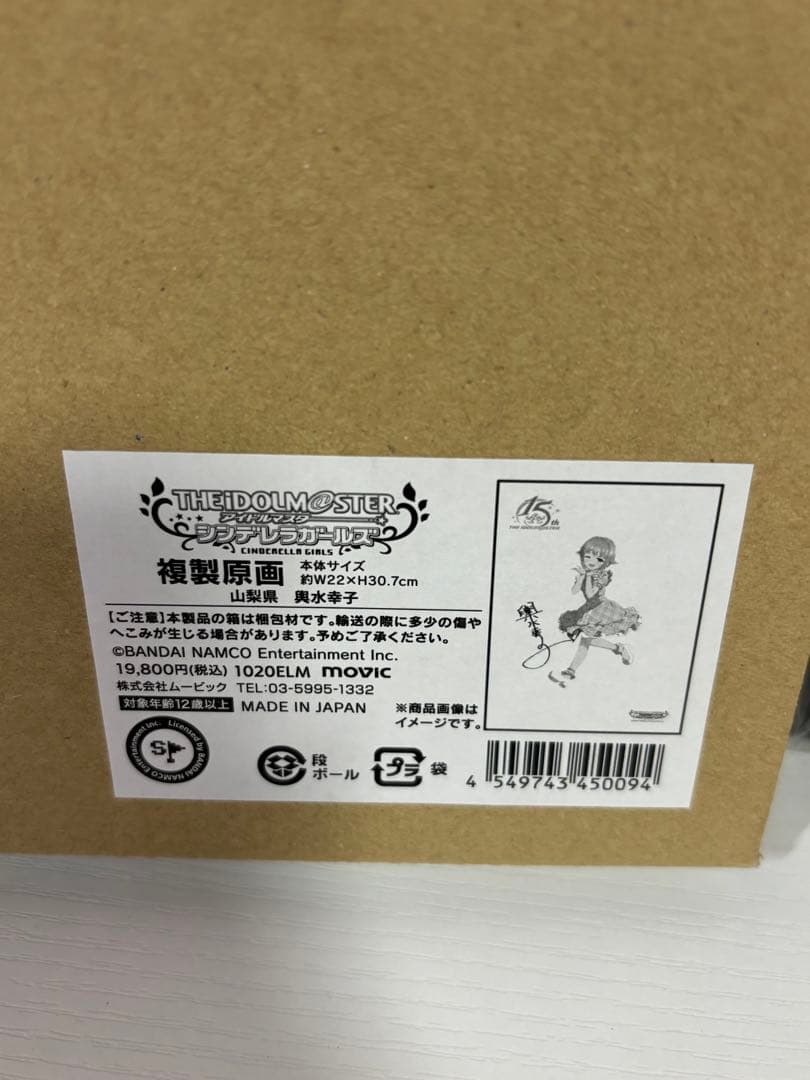 THE iDOLM@STER
アイドルマスター
シンデレラガールズ
CINDERELLA GIRLS
複製原画
本体サイズ
約W22×H30.7cm
山梨県 輿水幸子
【ご注意】本製品の箱は梱包材です。輸送の際に多少の傷や
へこみが生じる場合があります。予めご了承ください。
©BANDAI NAMCO Entertainment Inc.
19,800円(税込) 1020ELM movic
株式会社ムービック TEL:03-5995-1332
対象年齢12歳以上 MADE IN JAPAN
※商品画像は
イメージです。
Licensed by BANDAI NAMCO Entertainment Inc.
段
ボール
プラ 袋
15th
4 549743 450094